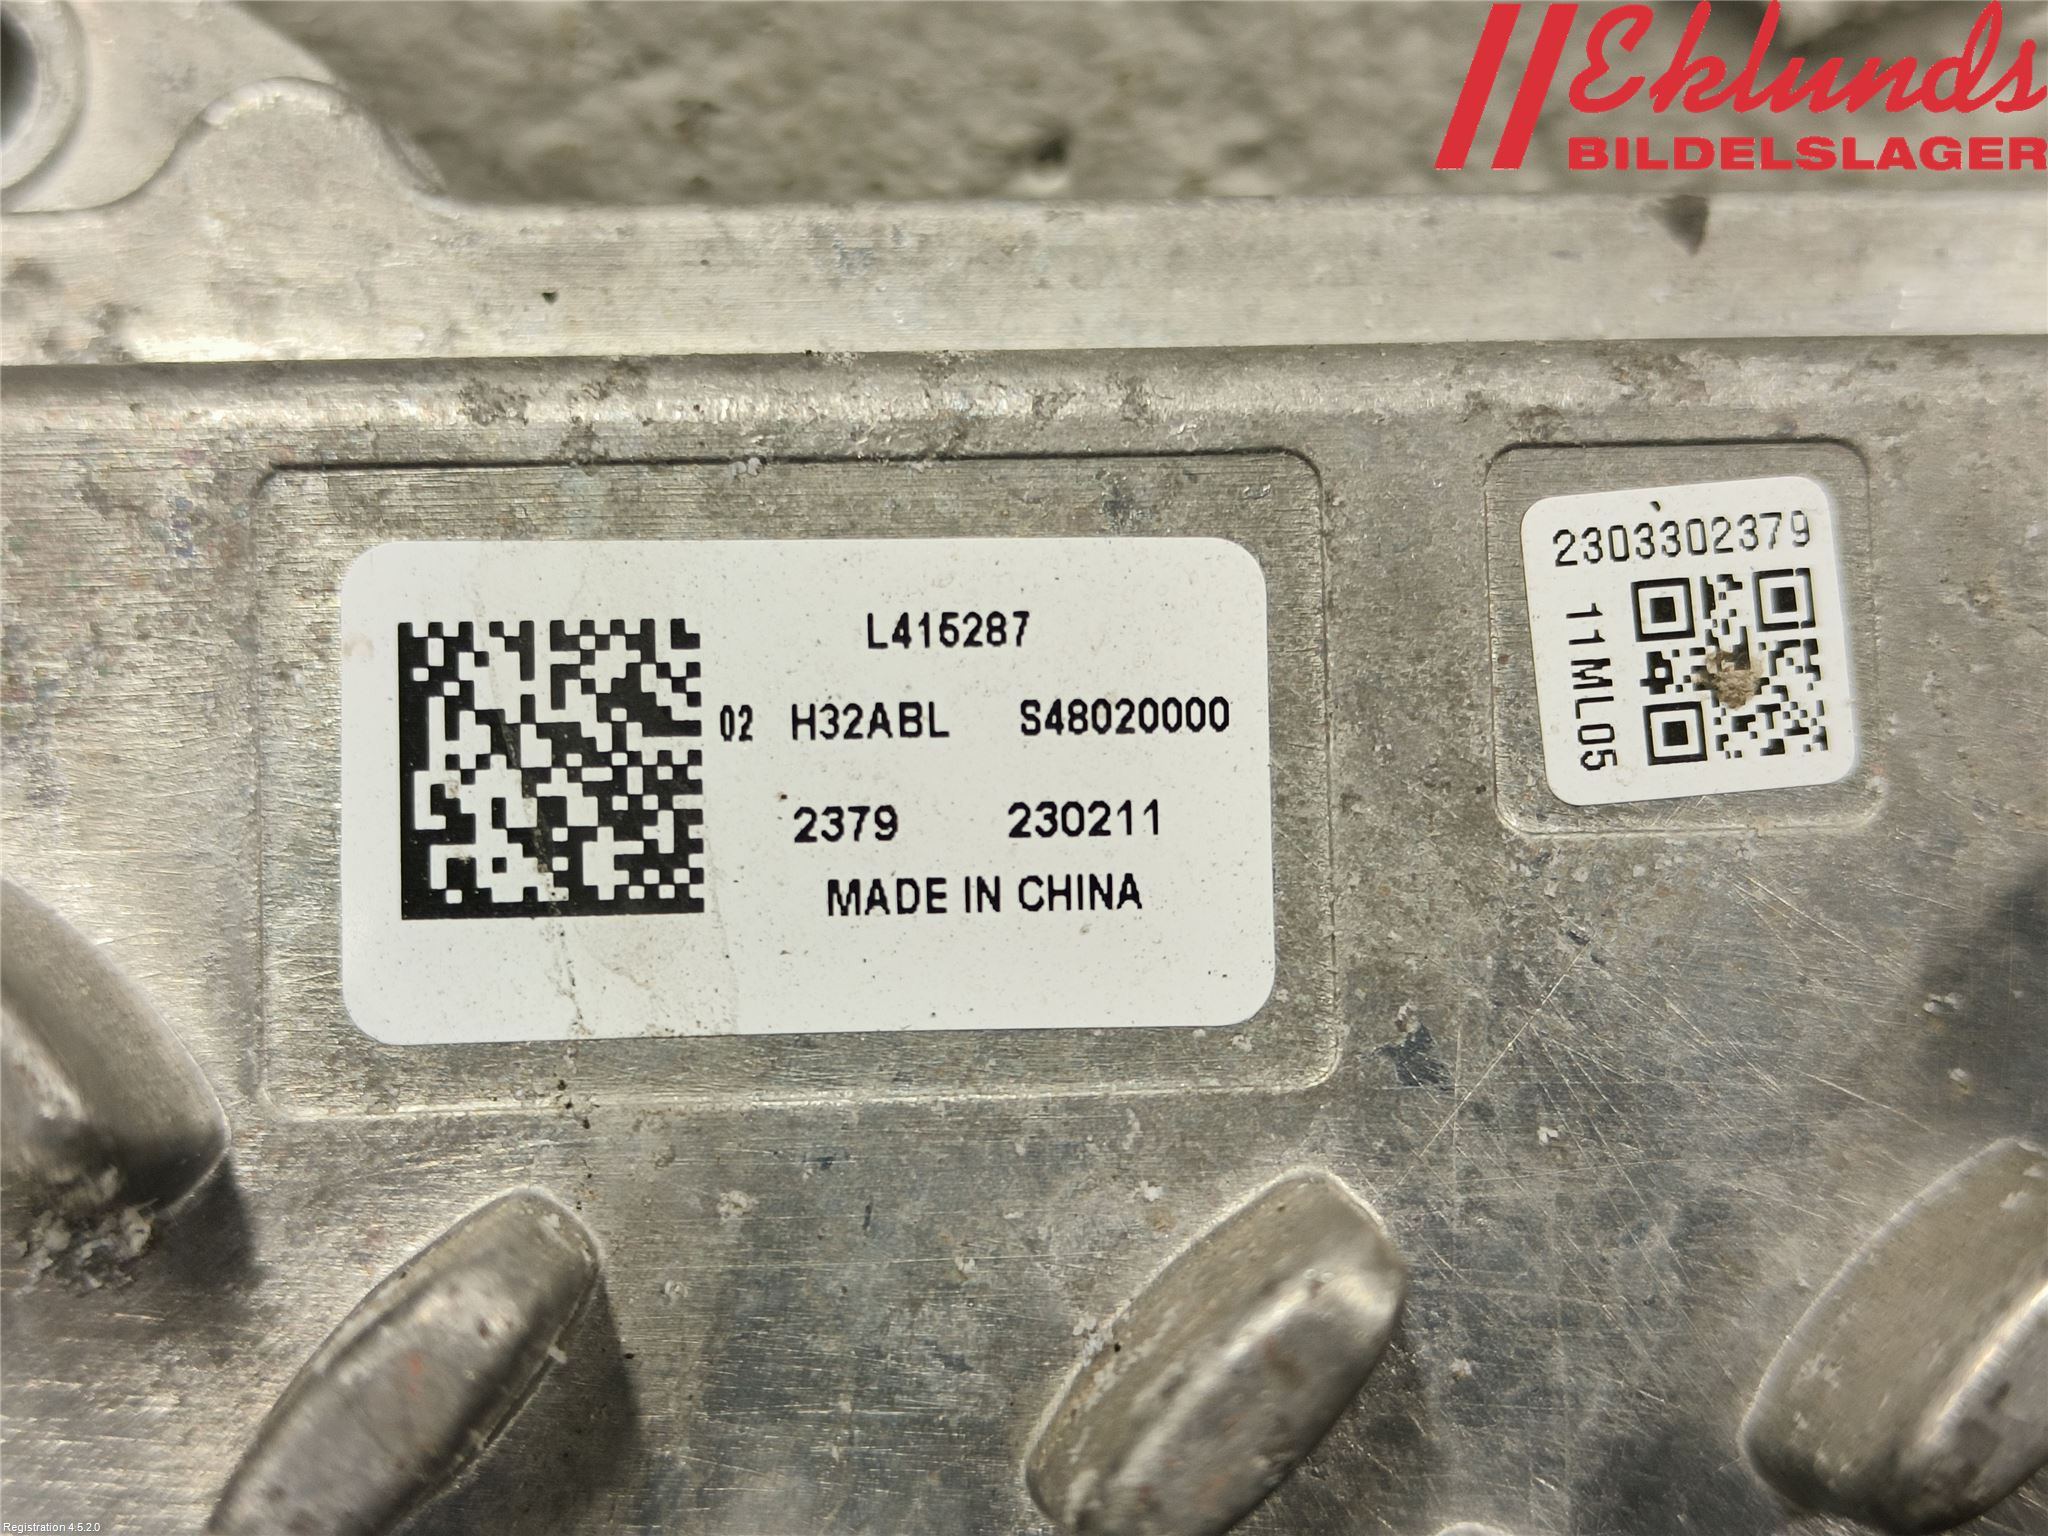 Eklunds
BILDELSLAGER
L415287
02 H32ABL S48020000
2379 230211
MADE IN CHINA
2303302379
11ML05
Registration 4.5.2.0